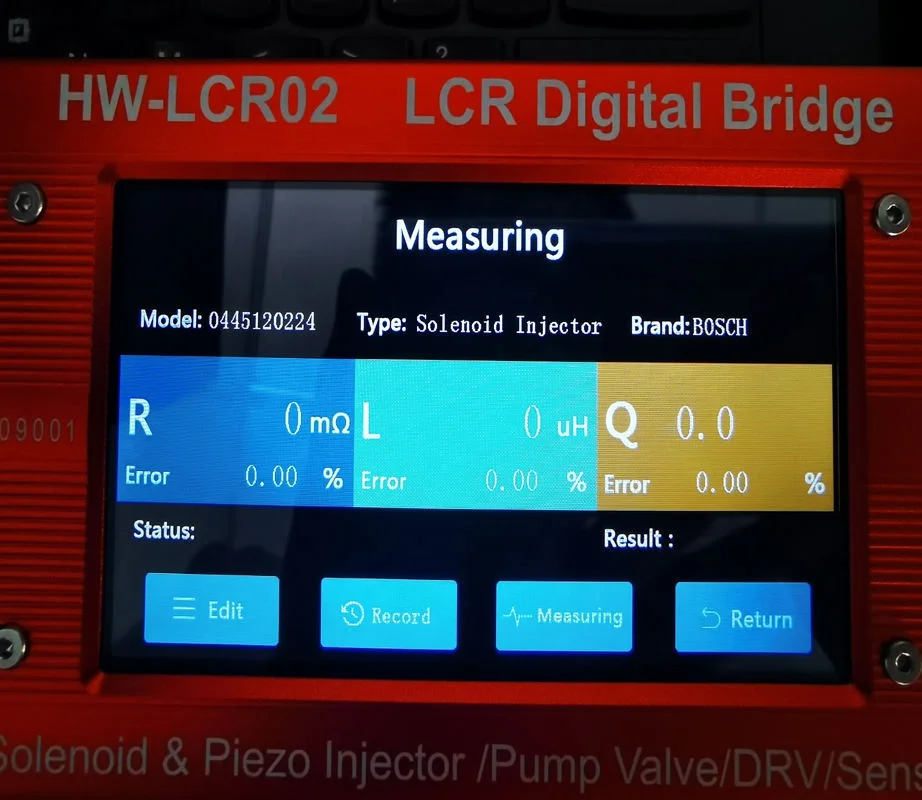 ?
HW-LCR02 LCR Digital Bridge
Measuring
Model: 0445120224 Type: Solenoid Injector Brand:BOSCH
R 0 mΩ L 0 uH Q 0.0
09001
Error 0.00 % Error 0.00 % Error 0.00 %
Status: Result :
Edit Record Measuring Return
Solenoid & Piezo Injector /Pump Valve/DRV/Sens